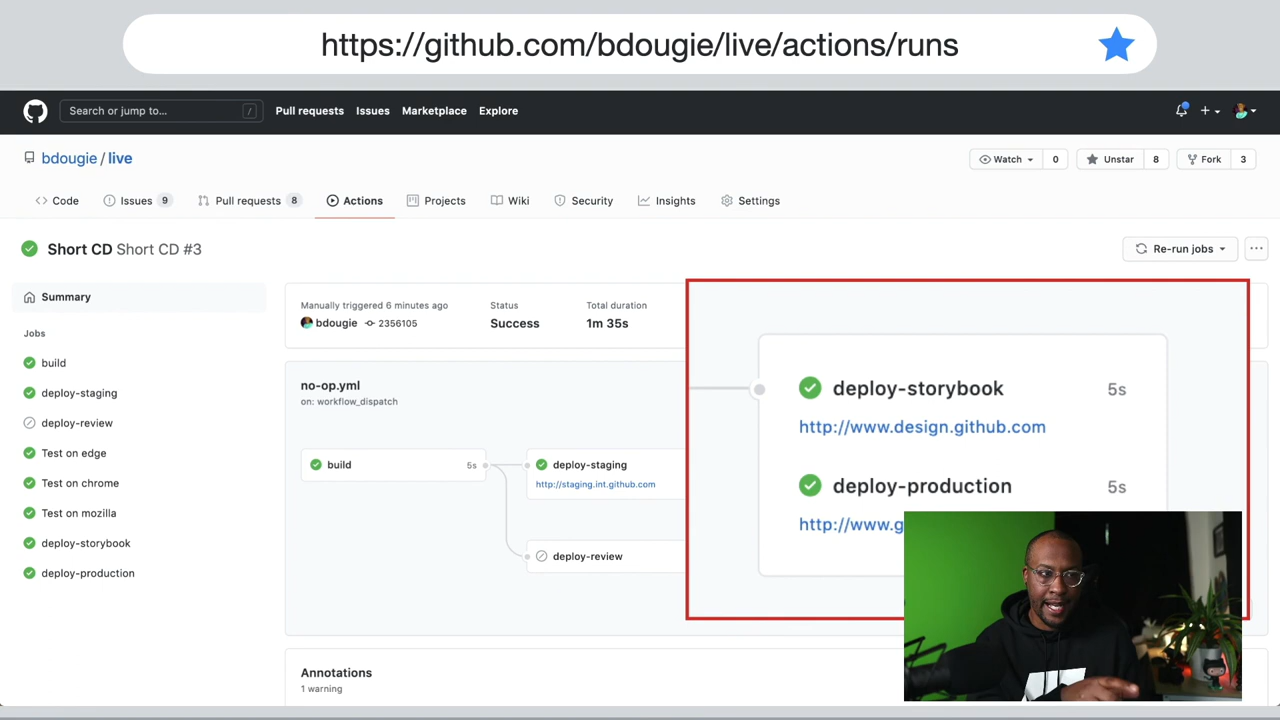 https://github.com/bdougie/live/actions/runs
Search or jump to... /
Pull requests Issues Marketplace Explore
bdougie / live
Watch 0 Unstar 8 Fork 3
Code Issues 9 Pull requests 8 Actions Projects Wiki Security Insights Settings
Short CD Short CD #3
Re-run jobs
Summary
Jobs
build
deploy-staging
deploy-review
Test on edge
Test on chrome
Test on mozilla
deploy-storybook
deploy-production
Manually triggered 6 minutes ago
bdougie 2356105
Status
Success
Total duration
1m 35s
no-op.yml
on: workflow_dispatch
build 5s
deploy-staging
http://staging.int.github.com
deploy-review
deploy-storybook 5s
http://www.design.github.com
deploy-production 5s
http://www.g
Annotations
1 warning